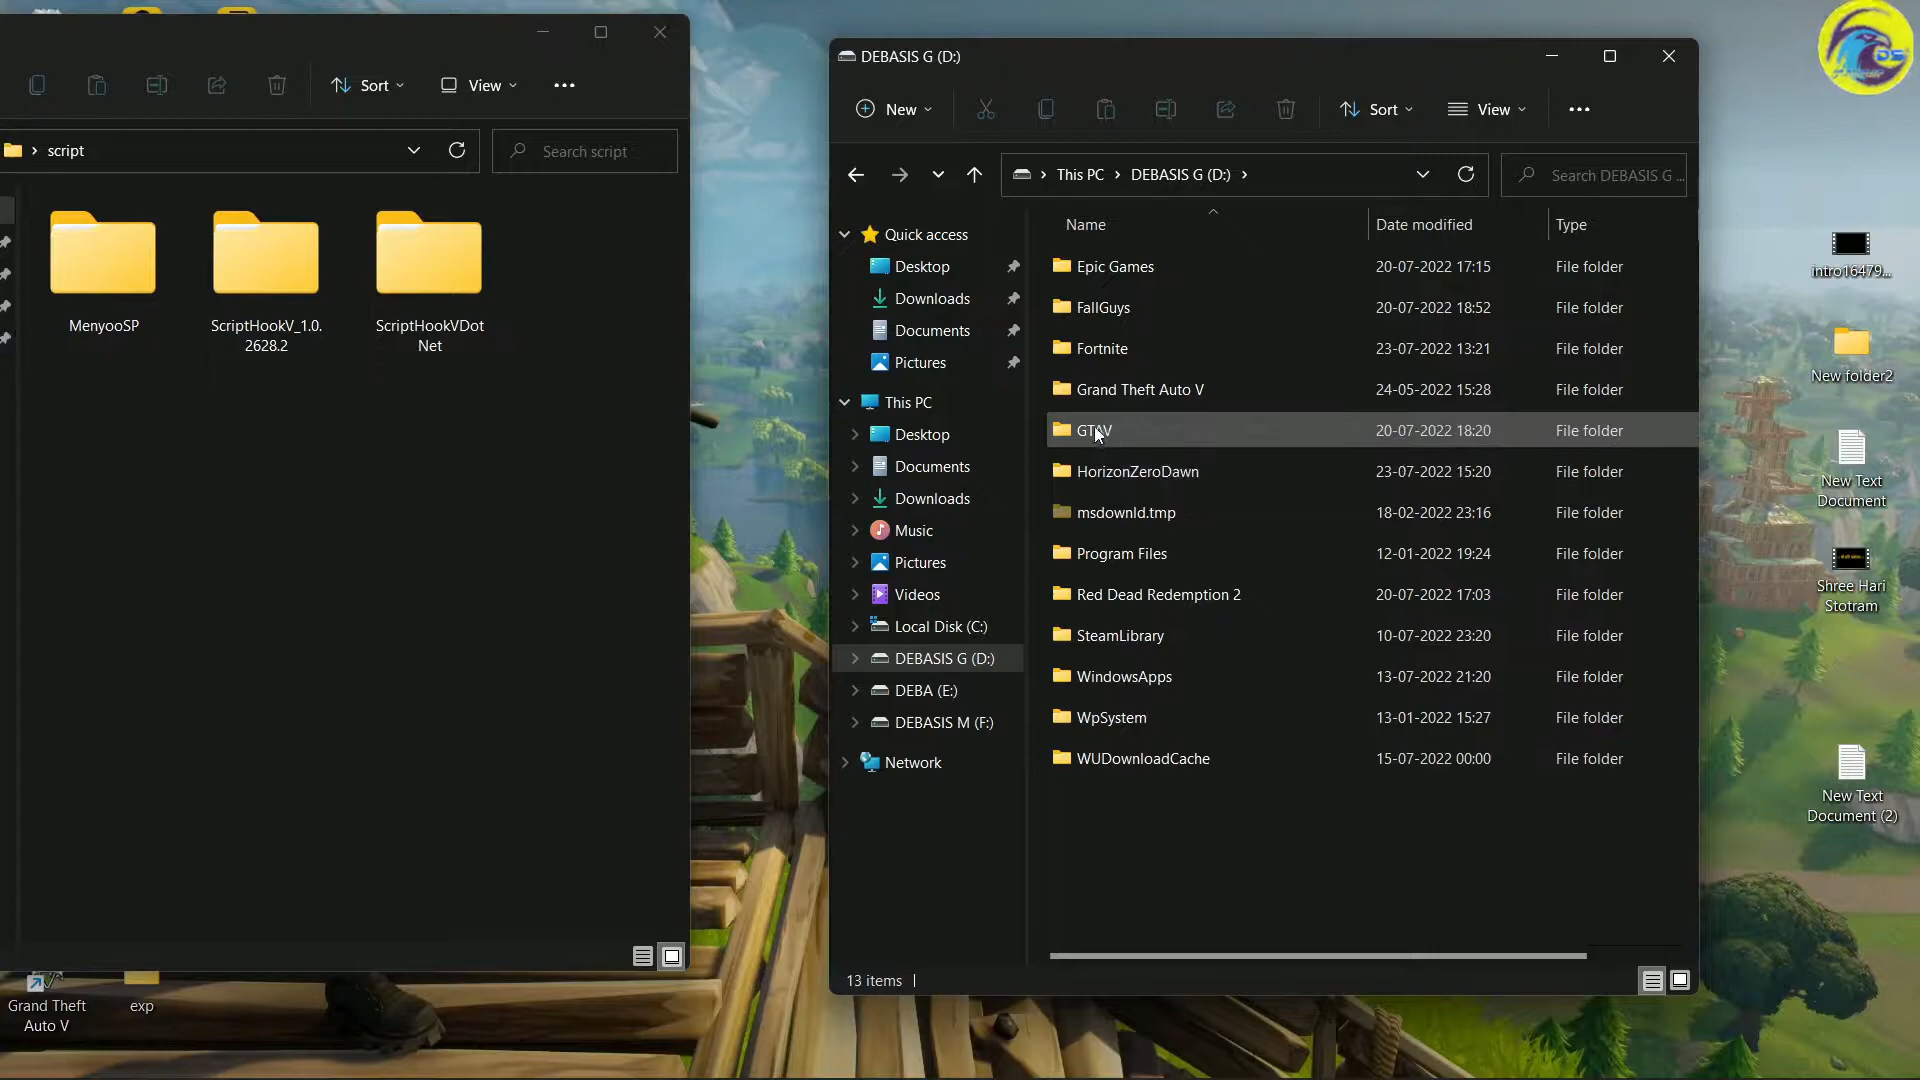 Sort
View
script
Search script
MenyooSP
ScriptHookV_1.0.
2628.2
ScriptHookVDot
Net
Grand Theft
Auto V
exp
DEBASIS G (D:)
New
Sort
View
This PC
DEBASIS G (D:)
Search DEBASIS G ...
Quick access
Desktop
Downloads
Documents
Pictures
This PC
Desktop
Documents
Downloads
Music
Pictures
Videos
Local Disk (C:)
DEBASIS G (D:)
DEBA (E:)
DEBASIS M (F:)
Network
Name Date modified Type
Epic Games 20-07-2022 17:15 File folder
FallGuys 20-07-2022 18:52 File folder
Fortnite 23-07-2022 13:21 File folder
Grand Theft Auto V 24-05-2022 15:28 File folder
GTAV 20-07-2022 18:20 File folder
HorizonZeroDawn 23-07-2022 15:20 File folder
msdownld.tmp 18-02-2022 23:16 File folder
Program Files 12-01-2022 19:24 File folder
Red Dead Redemption 2 20-07-2022 17:03 File folder
SteamLibrary 10-07-2022 23:20 File folder
WindowsApps 13-07-2022 21:20 File folder
WpSystem 13-01-2022 15:27 File folder
WUDownloadCache 15-07-2022 00:00 File folder
13 items
DS
intro16479...
New folder2
New Text
Document
Shree Hari
Stotram
New Text
Document (2)